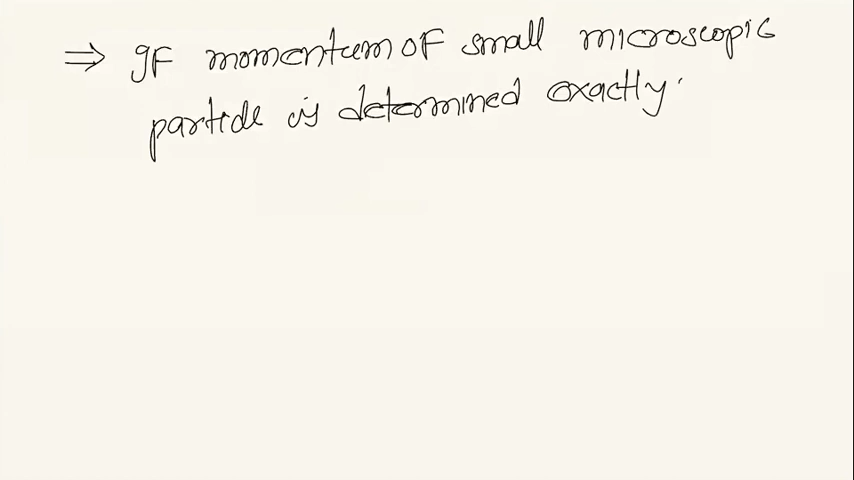 ⇒ If momentum of small microscopic
particle is determined exactly.